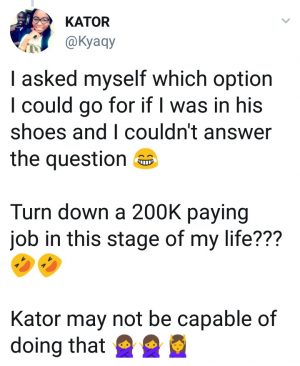 KATOR
@Kyaqy
I asked myself which option
I could go for if I was in his
shoes and I couldn't answer
the question 😂
Turn down a 200K paying
job in this stage of my life???
🤣🤣
Kator may not be capable of
doing that 🙅‍♀️🙅‍♀️💆‍♀️